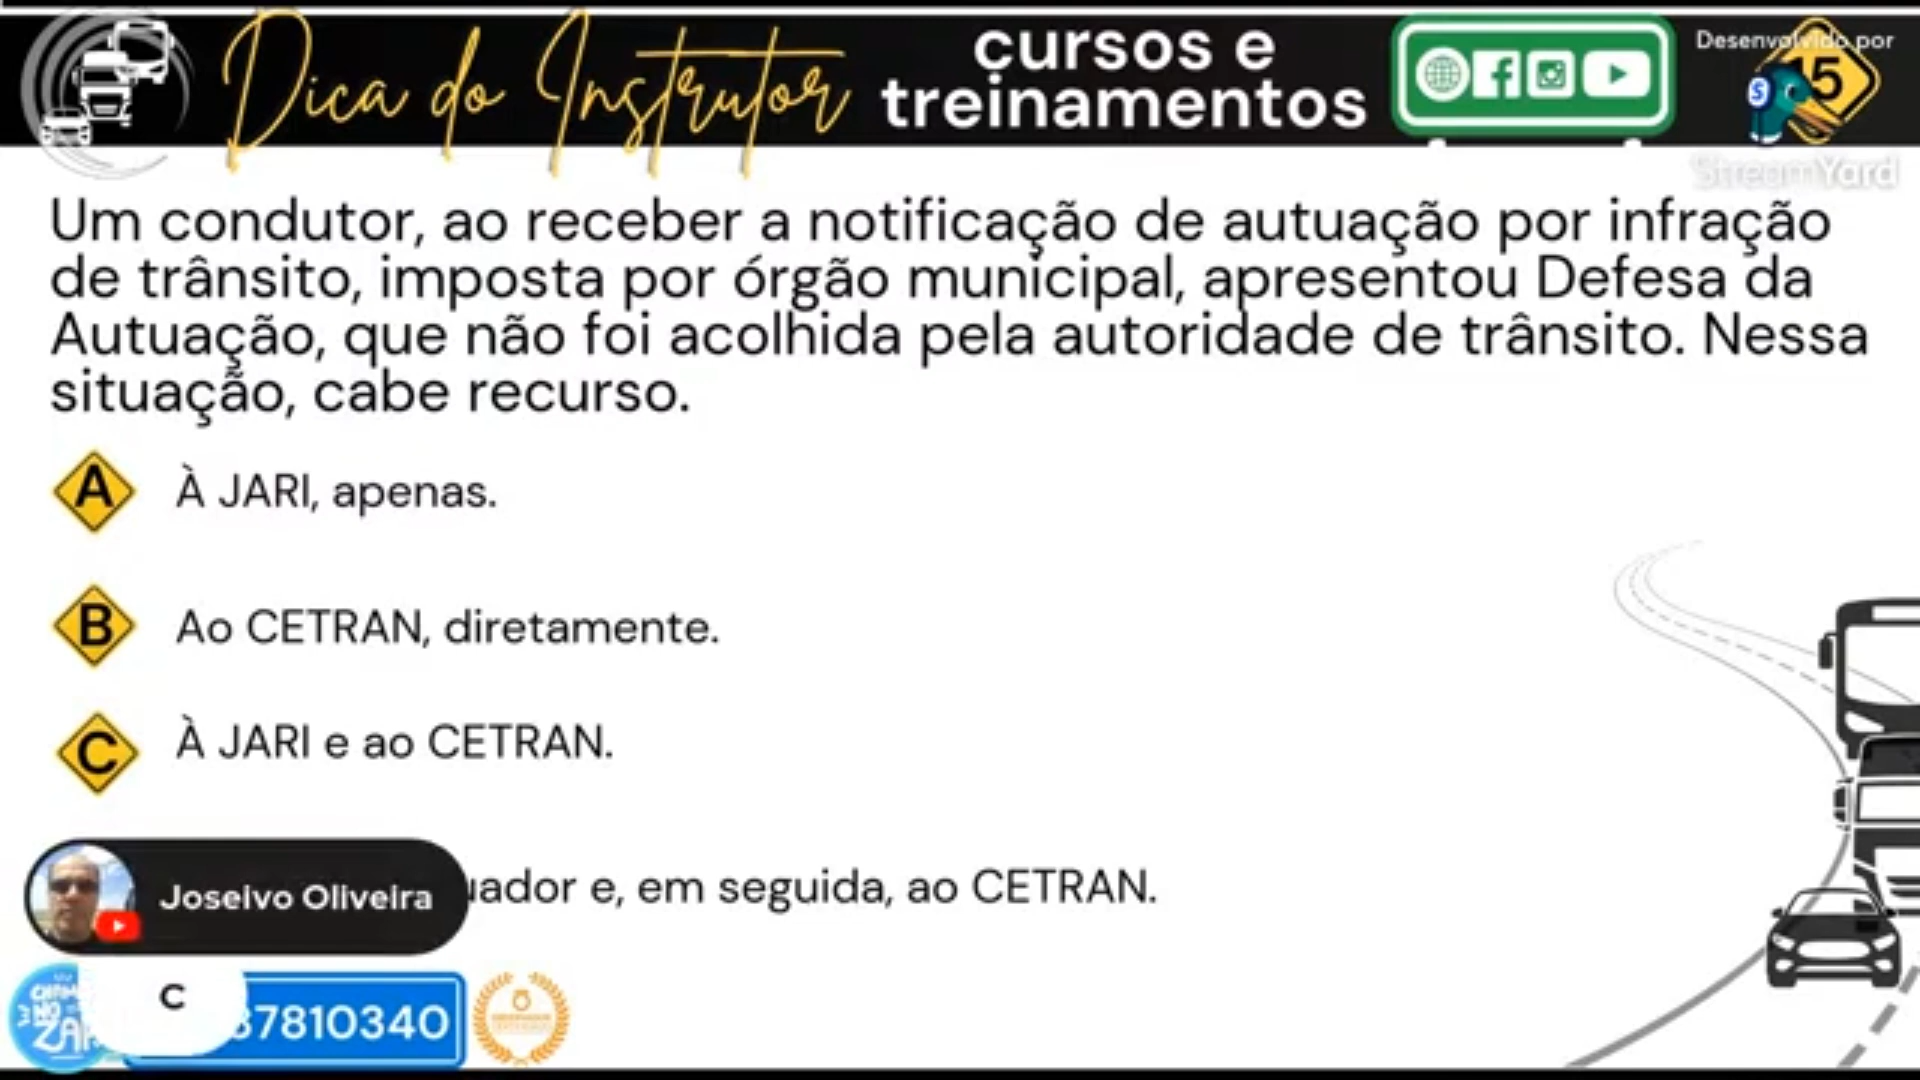 Dica do Instrutor
cursos e
treinamentos
Desenvolvido por
15
S
StreamYard
Um condutor, ao receber a notificação de autuação por infração
de trânsito, imposta por órgão municipal, apresentou Defesa da
Autuação, que não foi acolhida pela autoridade de trânsito. Nessa
situação, cabe recurso.
A À JARI, apenas.
B Ao CETRAN, diretamente.
C À JARI e ao CETRAN.
e, em seguida, ao CETRAN.
Joseivo Oliveira
C
37810340